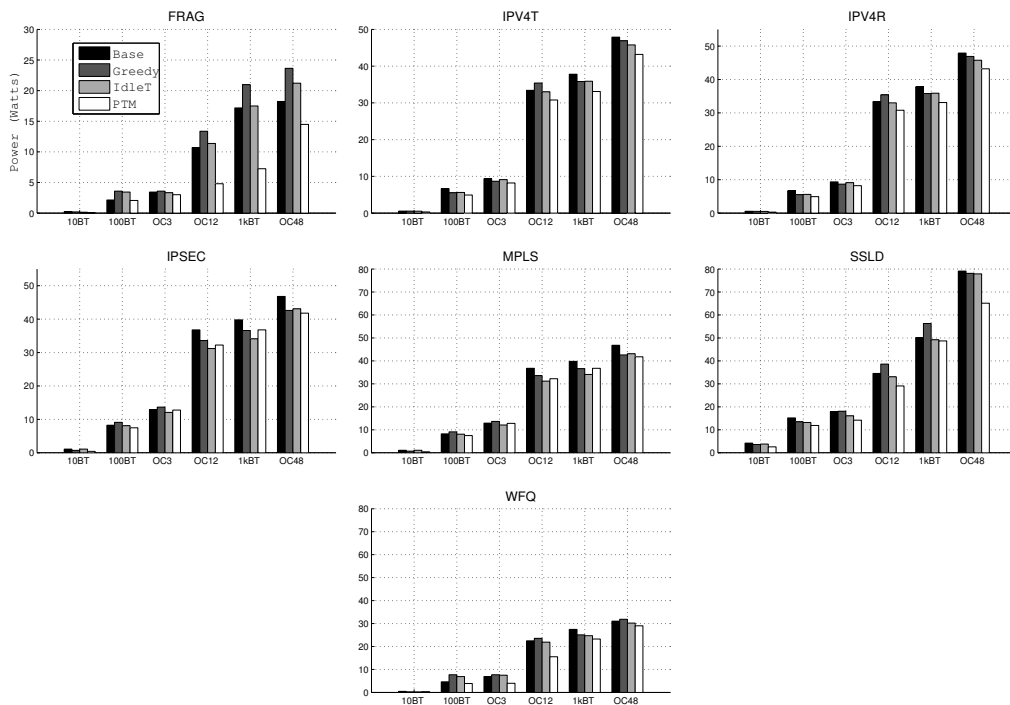 FRAG
30
25
20
15
10
5
0
Power (Watts)
Base
Greedy
IdleT
PTM
10BT 100BT OC3 OC12 1kBT OC48
IPV4T
50
40
30
20
10
0
10BT 100BT OC3 OC12 1kBT OC48
IPV4R
50
40
30
20
10
0
10BT 100BT OC3 OC12 1kBT OC48
IPSEC
50
40
30
20
10
0
10BT 100BT OC3 OC12 1kBT OC48
MPLS
80
70
60
50
40
30
20
10
0
10BT 100BT OC3 OC12 1kBT OC48
SSLD
80
70
60
50
40
30
20
10
0
10BT 100BT OC3 OC12 1kBT OC48
WFQ
80
70
60
50
40
30
20
10
0
10BT 100BT OC3 OC12 1kBT OC48